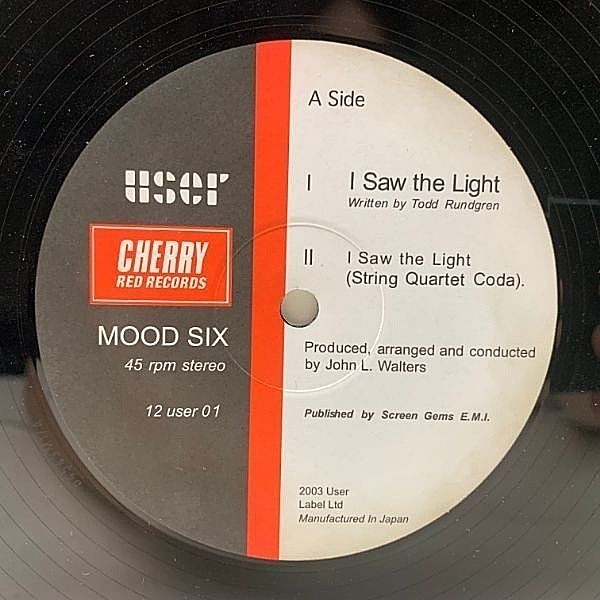 user
CHERRY
RED RECORDS
MOOD SIX
45 rpm stereo
12 user 01
A Side
I I Saw the Light
Written by Todd Rundgren
II I Saw the Light
(String Quartet Coda).
Produced, arranged and conducted
by John L. Walters
Published by Screen Gems E.M.I.
2003 User
Label Ltd
Manufactured In Japan